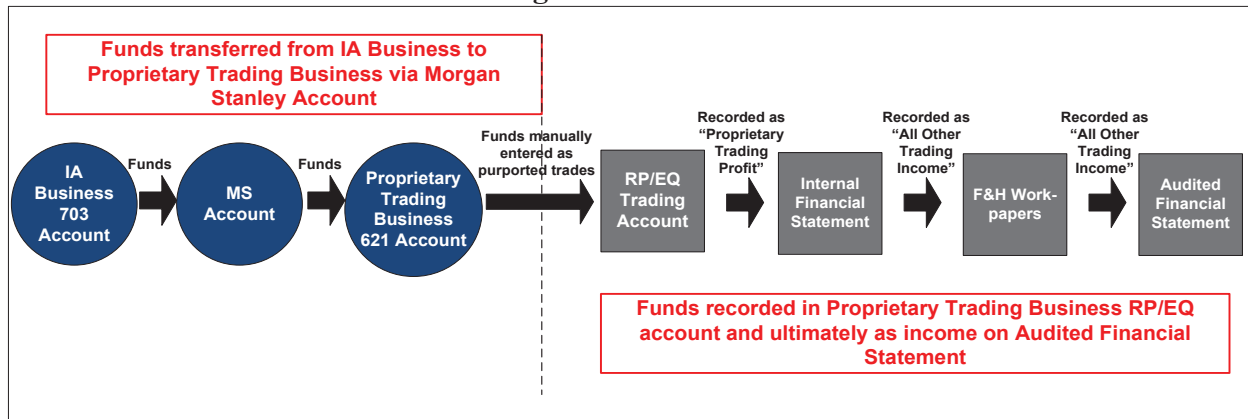 Funds transferred from IA Business to
Proprietary Trading Business via Morgan
Stanley Account
IA
Business
703
Account
Funds
MS
Account
Funds
Proprietary
Trading
Business
621 Account
Funds manually
entered as
purported trades
RP/EQ
Trading
Account
Recorded as
“Proprietary
Trading
Profit”
Internal
Financial
Statement
Recorded as
“All Other
Trading
Income”
F&H Work-
papers
Recorded as
“All Other
Trading
Income”
Audited
Financial
Statement
Funds recorded in Proprietary Trading Business RP/EQ
account and ultimately as income on Audited Financial
Statement